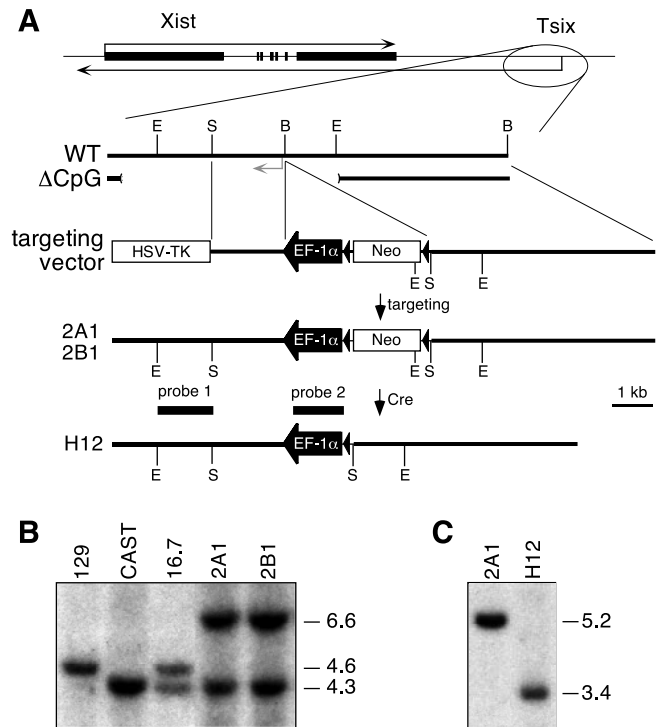 A
Xist
Tsix
E S B E B
WT
ΔCpG
targeting vector
HSV-TK
EF-1α
Neo
E S E
targeting
2A1
2B1
EF-1α
Neo
E S E S E
probe 1
probe 2
Cre
1 kb
H12
EF-1α
E S S E
B
129
CAST
16.7
2A1
2B1
6.6
4.6
4.3
C
2A1
H12
5.2
3.4